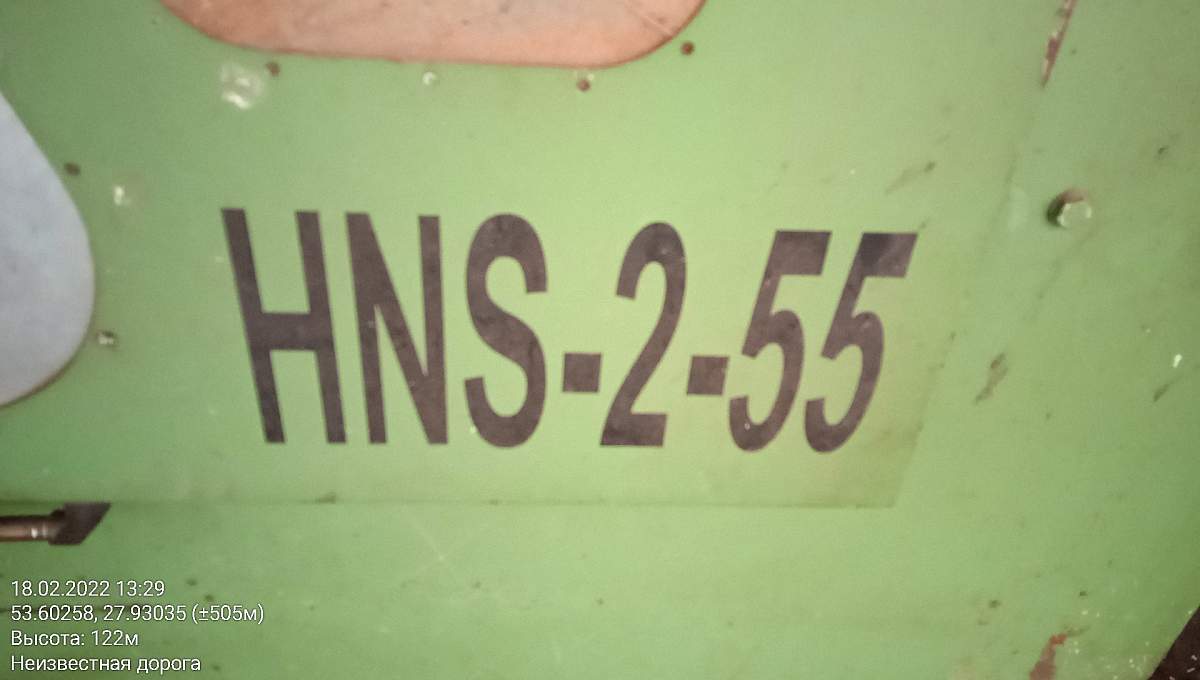 HNS-2-55
18.02.2022 13:29
53.60258, 27.93035 (±505м)
Высота: 122м
Неизвестная дорога